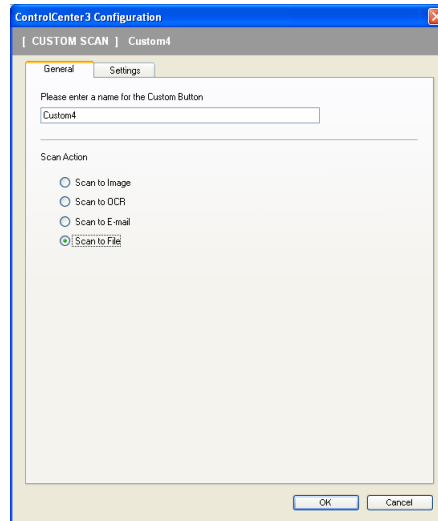 ControlCenter3 Configuration
[ CUSTOM SCAN ] Custom4
General Settings
Please enter a name for the Custom Button
Custom4
Scan Action
Scan to Image
Scan to OCR
Scan to E-mail
Scan to File
OK Cancel